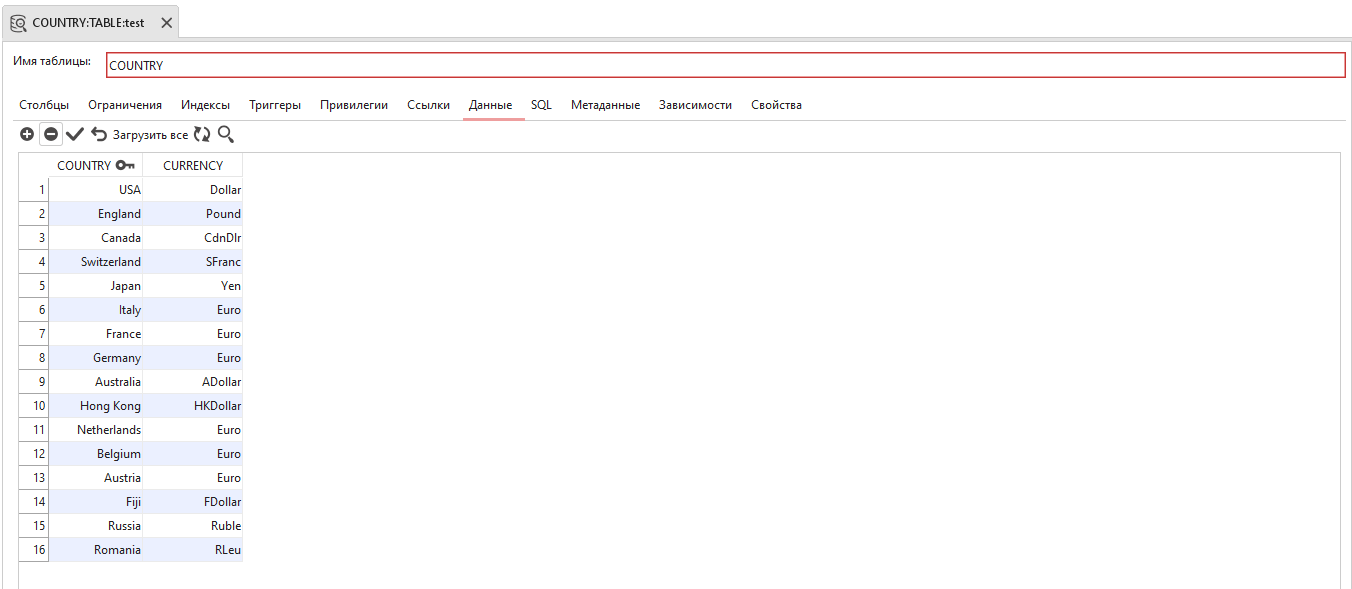 COUNTRY:TABLE:test
Имя таблицы: COUNTRY
Столбцы Ограничения Индексы Триггеры Привилегии Ссылки Данные SQL Метаданные Зависимости Свойства
Загрузить все
COUNTRY CURRENCY
1 USA Dollar
2 England Pound
3 Canada CdnDlr
4 Switzerland SFranc
5 Japan Yen
6 Italy Euro
7 France Euro
8 Germany Euro
9 Australia ADollar
10 Hong Kong HKDollar
11 Netherlands Euro
12 Belgium Euro
13 Austria Euro
14 Fiji FDollar
15 Russia Ruble
16 Romania RLeu